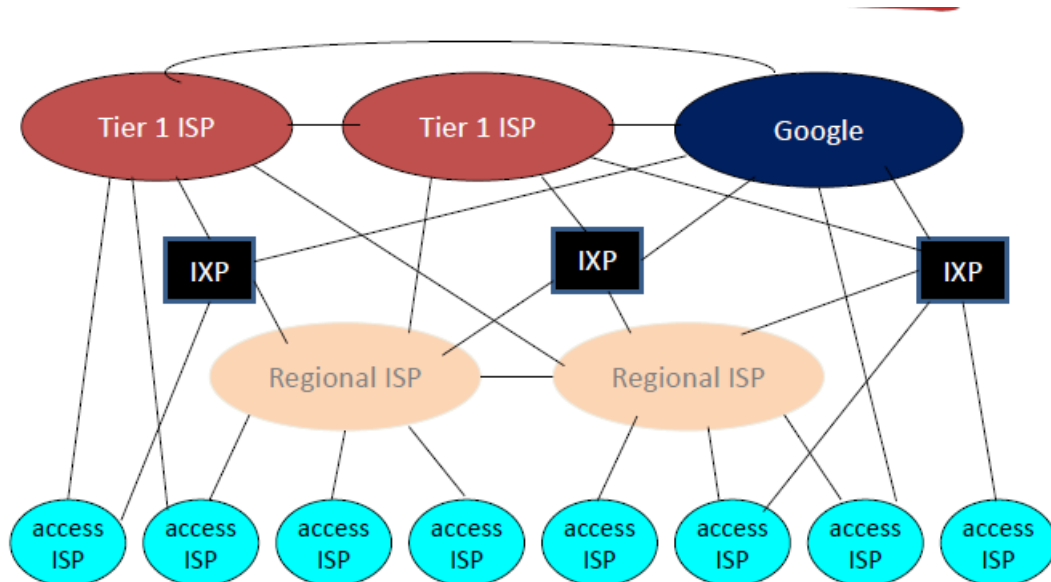 Tier 1 ISP
Tier 1 ISP
Google
IXP
IXP
IXP
Regional ISP
Regional ISP
access
ISP
access
ISP
access
ISP
access
ISP
access
ISP
access
ISP
access
ISP
access
ISP